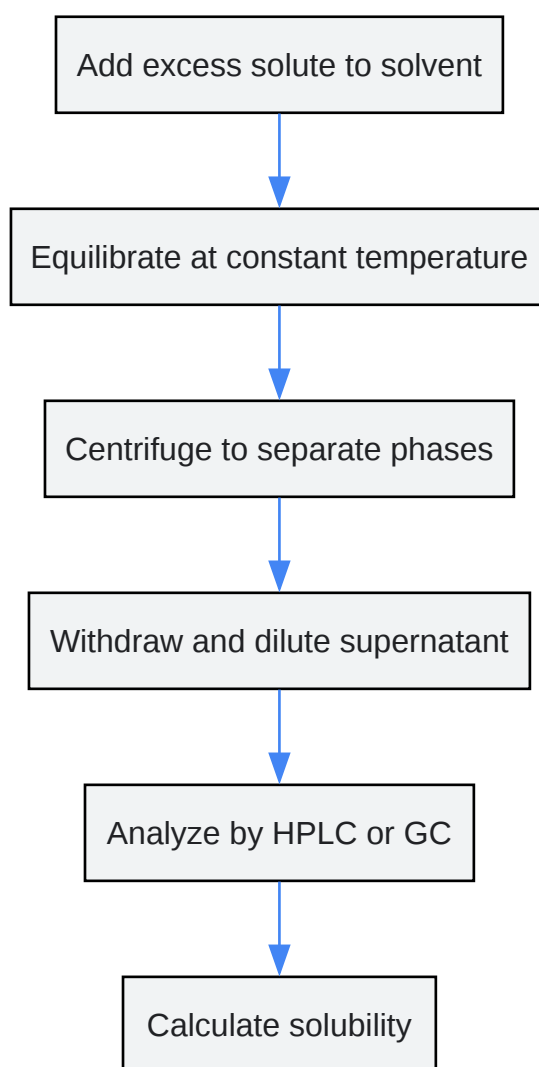 Add excess solute to solvent
Equilibrate at constant temperature
Centrifuge to separate phases
Withdraw and dilute supernatant
Analyze by HPLC or GC
Calculate solubility